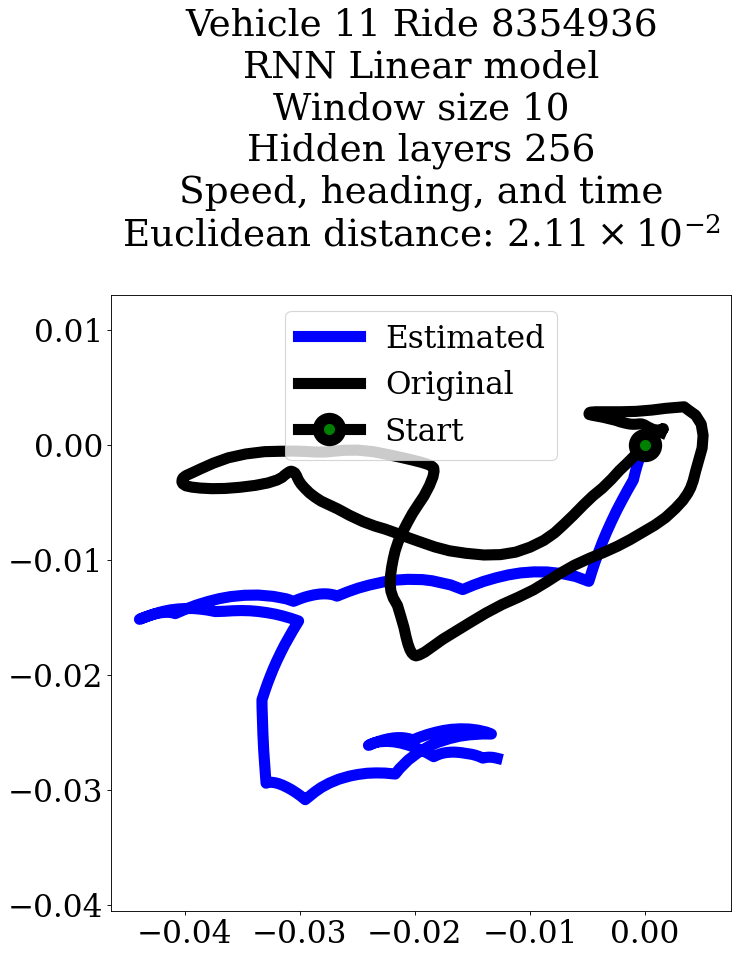 Vehicle 11 Ride 8354936
RNN Linear model
Window size 10
Hidden layers 256
Speed, heading, and time
Euclidean distance: 2.11 × 10⁻²
Estimated
Original
Start
0.01
0.00
−0.01
−0.02
−0.03
−0.04
−0.04 −0.03 −0.02 −0.01 0.00